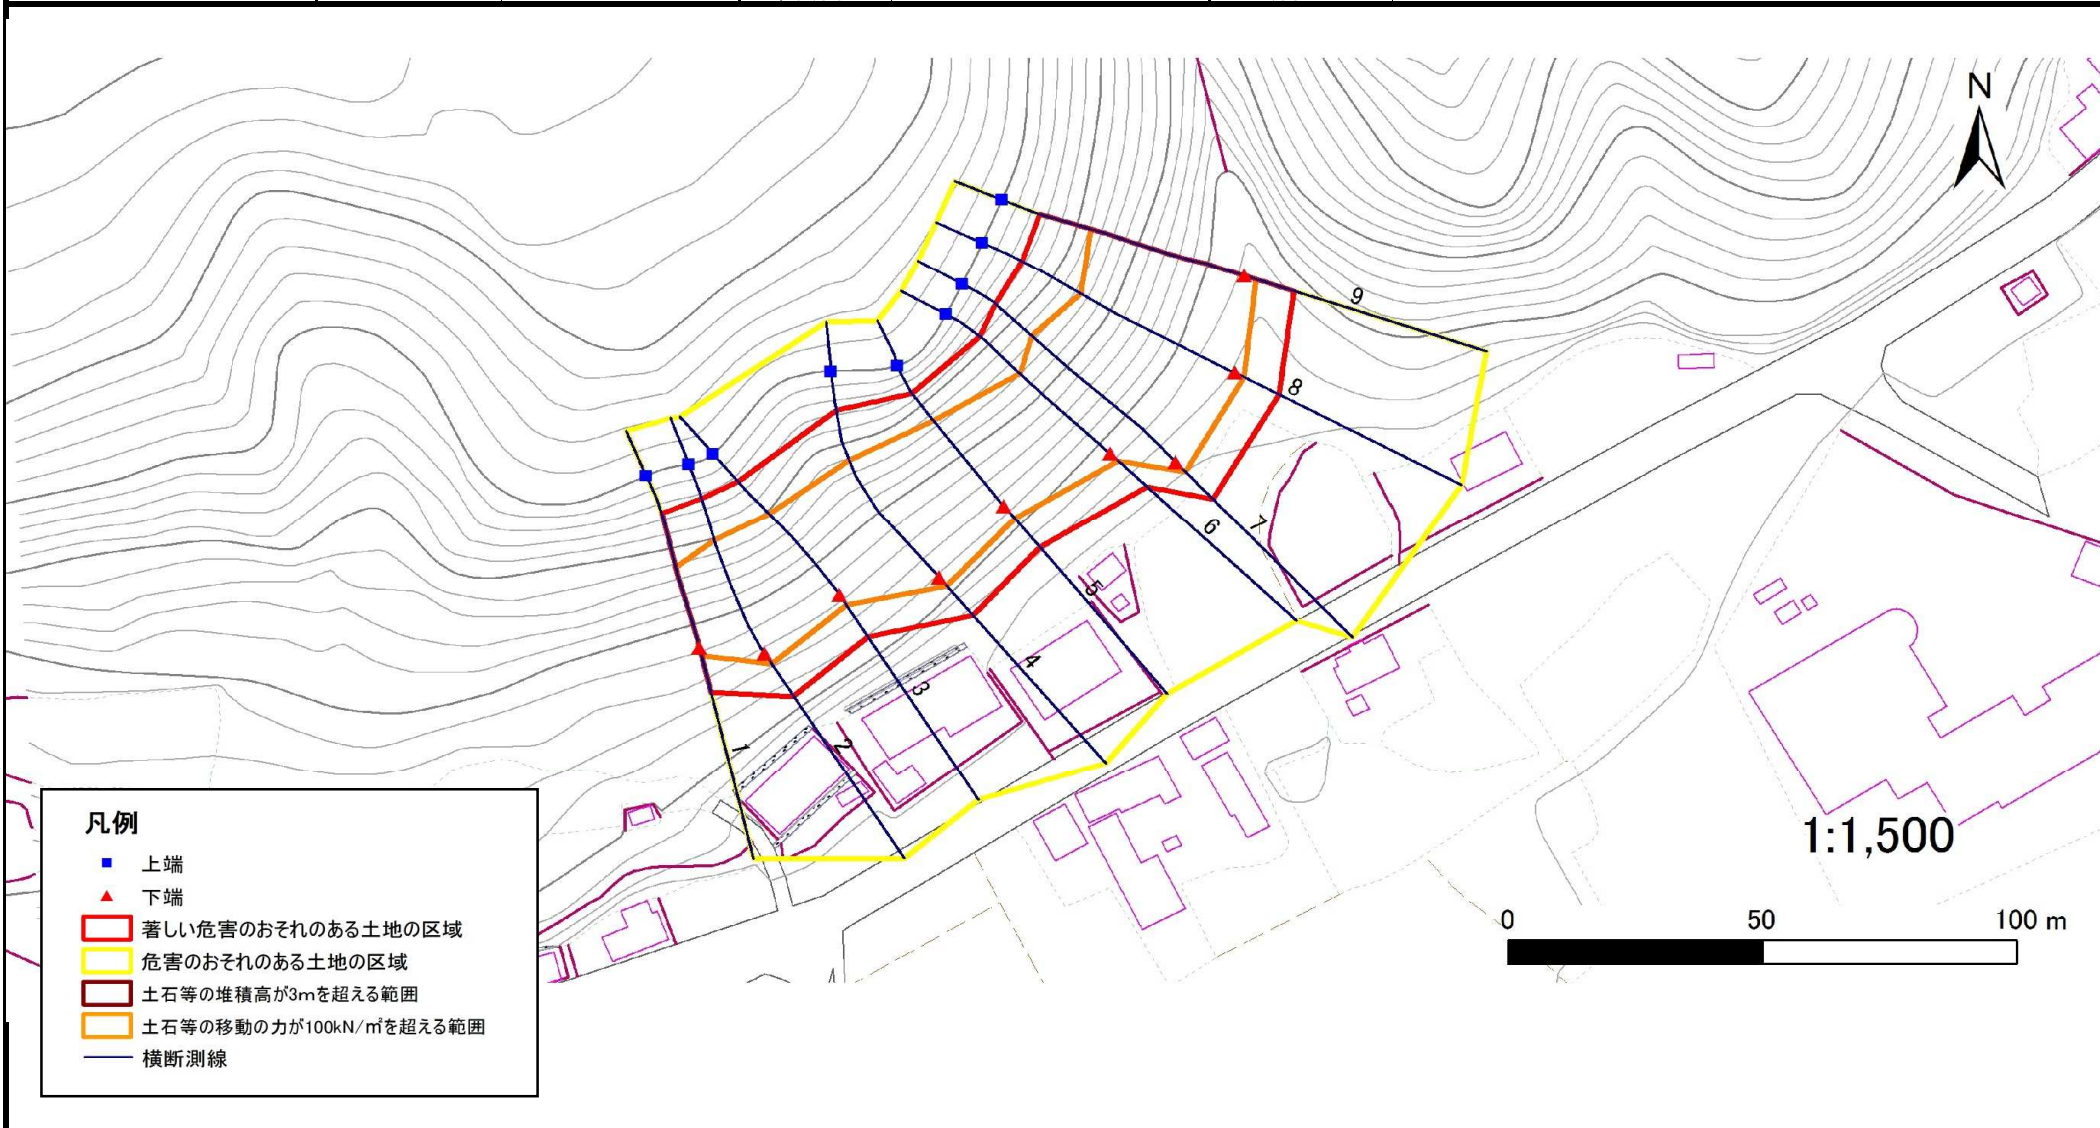 N
9
8
7
6
5
4
3
2
1
1:1,500
0 50 100 m
凡例
上端
下端
著しい危害のおそれのある土地の区域
危害のおそれのある土地の区域
土石等の堆積高が3mを超える範囲
土石等の移動の力が100kN/㎡を超える範囲
横断測線